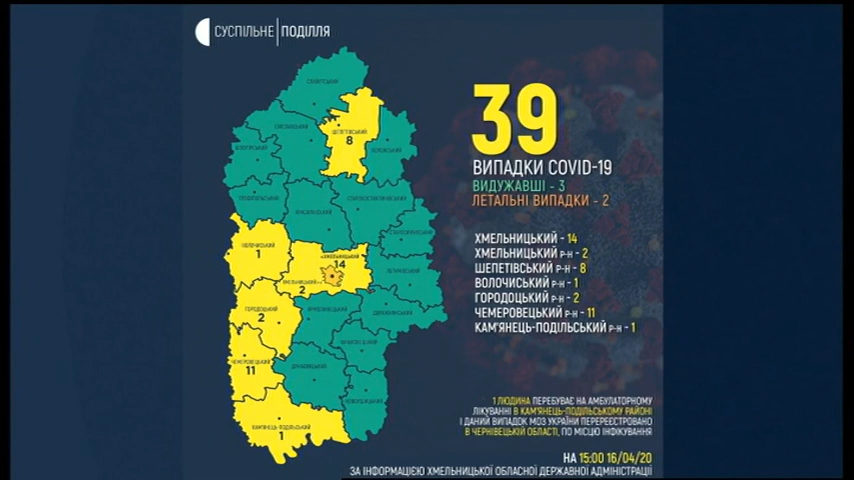 СУСПІЛЬНЕ ПОДІЛЛЯ
ШЕПЕТІВСЬКИЙ
8
ВОЛОЧИСЬКИЙ
1
ХМЕЛЬНИЦЬКИЙ
14
2
ГОРОДОЦЬКИЙ
2
ЧЕМЕРОВЕЦЬКИЙ
11
КАМ'ЯНЕЦЬ-ПОДІЛЬСЬКИЙ
1
39
ВИПАДКИ COVID-19
ВИДУЖАВШІ - 3
ЛЕТАЛЬНІ ВИПАДКИ - 2
ХМЕЛЬНИЦЬКИЙ - 14
ХМЕЛЬНИЦЬКИЙ Р-Н - 2
ШЕПЕТІВСЬКИЙ Р-Н - 8
ВОЛОЧИСЬКИЙ Р-Н - 1
ГОРОДОЦЬКИЙ Р-Н - 2
ЧЕМЕРОВЕЦЬКИЙ Р-Н - 11
КАМ'ЯНЕЦЬ-ПОДІЛЬСЬКИЙ Р-Н - 1
1 ЛЮДИНА ПЕРЕБУВАЄ НА АМБУЛАТОРНОМУ
ЛІКУВАННІ В КАМ'ЯНЕЦЬ-ПОДІЛЬСЬКОМУ РАЙОНІ
І ДАНИЙ ВИПАДОК МОЗ УКРАЇНИ ПЕРЕРЕЄСТРОВАНО
В ЧЕРНІВЕЦЬКІЙ ОБЛАСТІ, ПО МІСЦЮ ІНФІКУВАННЯ
НА 15:00 16/04/20
ЗА ІНФОРМАЦІЄЮ ХМЕЛЬНИЦЬКОЇ ОБЛАСНОЇ ДЕРЖАВНОЇ АДМІНІСТРАЦІЇ